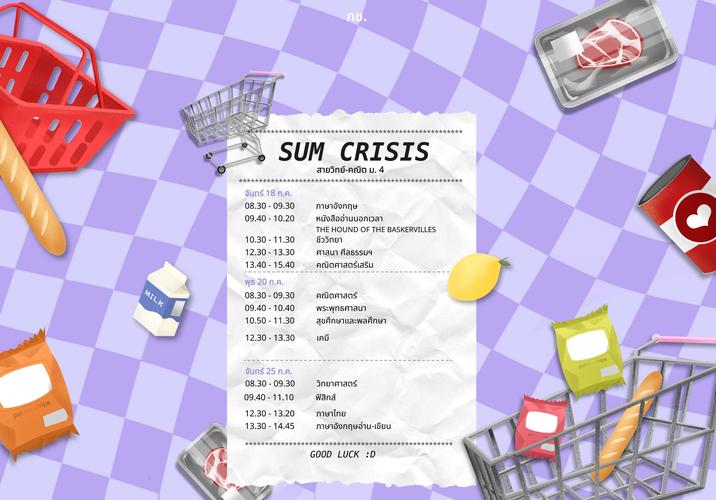 กช.
SUM CRISIS
สายวิทย์-คณิต ม. 4
จันทร์ 18 ก.ค.
08.30 - 09.30 ภาษาอังกฤษ
09.40 - 10.20 หนังสืออ่านนอกเวลา
THE HOUND OF THE BASKERVILLES
10.30 - 11.30 ชีววิทยา
12.30 - 13.30 ศาสนา ศีลธรรมฯ
13.40 - 15.40 คณิตศาสตร์เสริม
พุธ 20 ก.ค.
08.30 - 09.30 คณิตศาสตร์
09.40 - 10.40 พระพุทธศาสนา
10.50 - 11.30 สุขศึกษาและพลศึกษา
12.30 - 13.30 เคมี
จันทร์ 25 ก.ค.
08.30 - 09.30 วิทยาศาสตร์
09.40 - 11.10 ฟิสิกส์
12.30 - 13.20 ภาษาไทย
13.30 - 14.45 ภาษาอังกฤษอ่าน-เขียน
GOOD LUCK :D
MILK